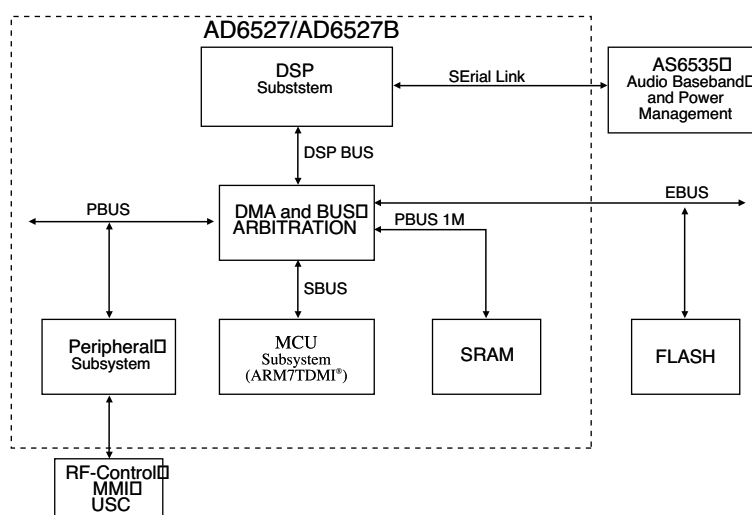 AD6527/AD6527B
DSP
Subststem
SErial Link
AS6535□
Audio Baseband□
and Power
Management
DSP BUS
PBUS
DMA and BUS□
ARBITRATION
PBUS 1M
EBUS
SBUS
Peripheral□
Subsystem
MCU
Subsystem
(ARM7TDMI®)
SRAM
FLASH
RF-Control□
MMI□
USC